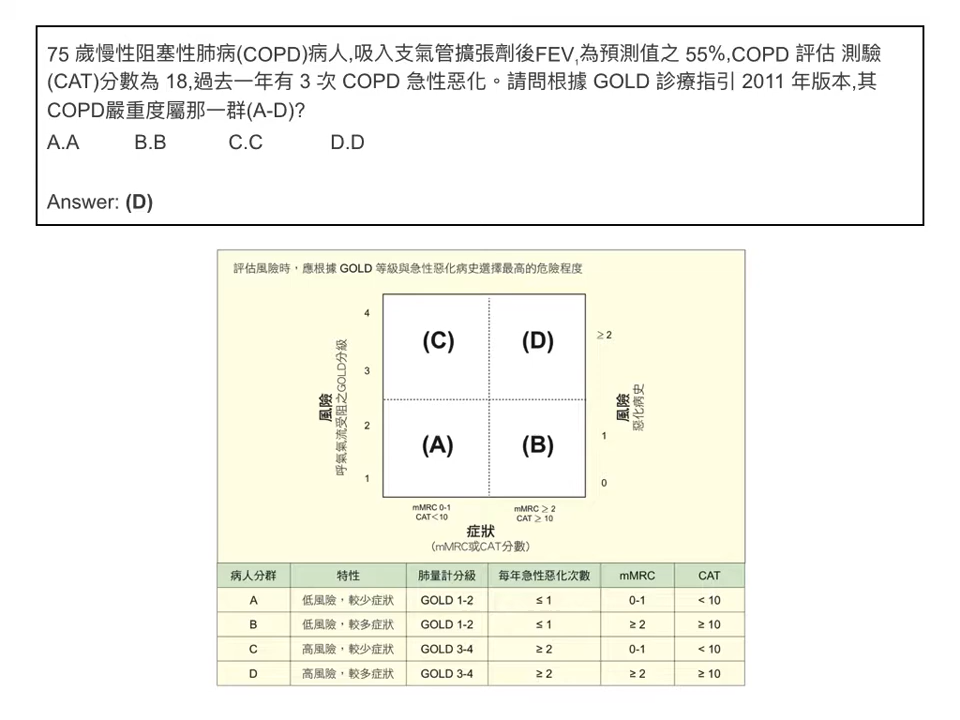 75 歲慢性阻塞性肺病(COPD)病人,吸入支氣管擴張劑後FEV₁為預測值之 55%,COPD 評估 測驗
(CAT)分數為 18,過去一年有 3 次 COPD 急性惡化。請問根據 GOLD 診療指引 2011 年版本,其
COPD嚴重度屬那一群(A-D)?
A.A B.B C.C D.D
Answer: (D)
評估風險時，應根據 GOLD 等級與急性惡化病史選擇最高的危險程度
風險
呼氣氣流受阻之GOLD分級
4
3
2
1
(C) (D)
(A) (B)
≥ 2
1
0
風險
惡化病史
mMRC 0-1 mMRC ≥ 2
CAT＜10 CAT ≥ 10
症狀
(mMRC或CAT分數)
病人分群 特性 肺量計分級 每年急性惡化次數 mMRC CAT
A 低風險，較少症狀 GOLD 1-2 ≤ 1 0-1 < 10
B 低風險，較多症狀 GOLD 1-2 ≤ 1 ≥ 2 ≥ 10
C 高風險，較少症狀 GOLD 3-4 ≥ 2 0-1 < 10
D 高風險，較多症狀 GOLD 3-4 ≥ 2 ≥ 2 ≥ 10